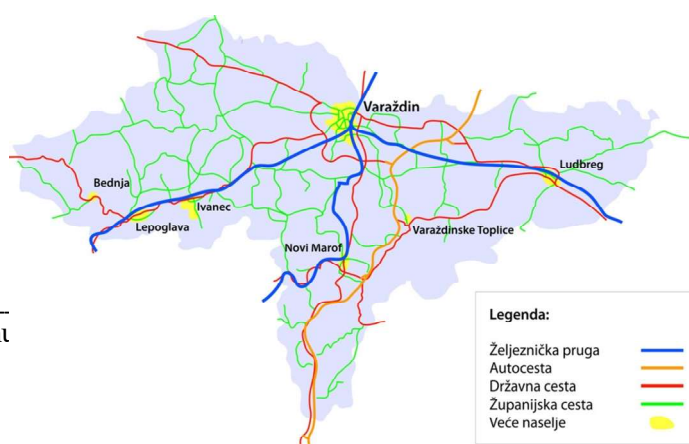 Varaždin
Ludbreg
Bednja
Ivanec
Lepoglava
Varaždinske Toplice
Novi Marof
Legenda:
Željeznička pruga
Autocesta
Državna cesta
Županijska cesta
Veće naselje